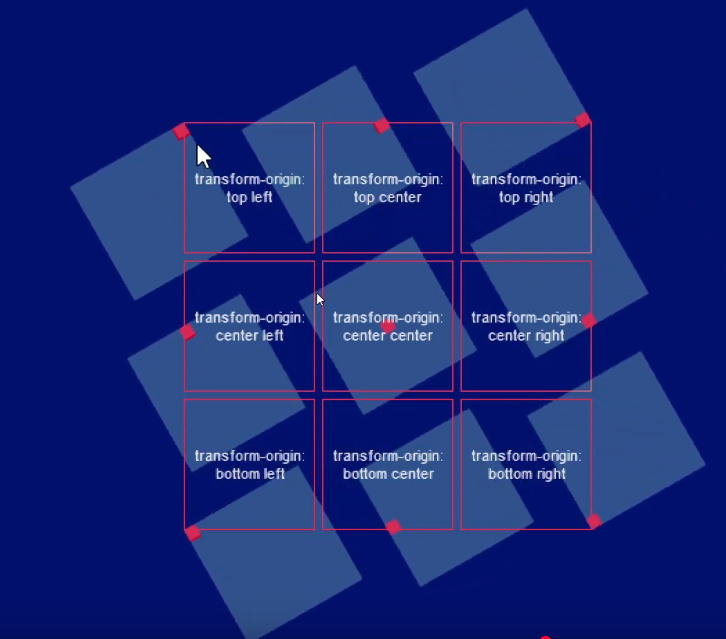 transform-origin:
top left
transform-origin:
top center
transform-origin:
top right
transform-origin:
center left
transform-origin:
center center
transform-origin:
center right
transform-origin:
bottom left
transform-origin:
bottom center
transform-origin:
bottom right